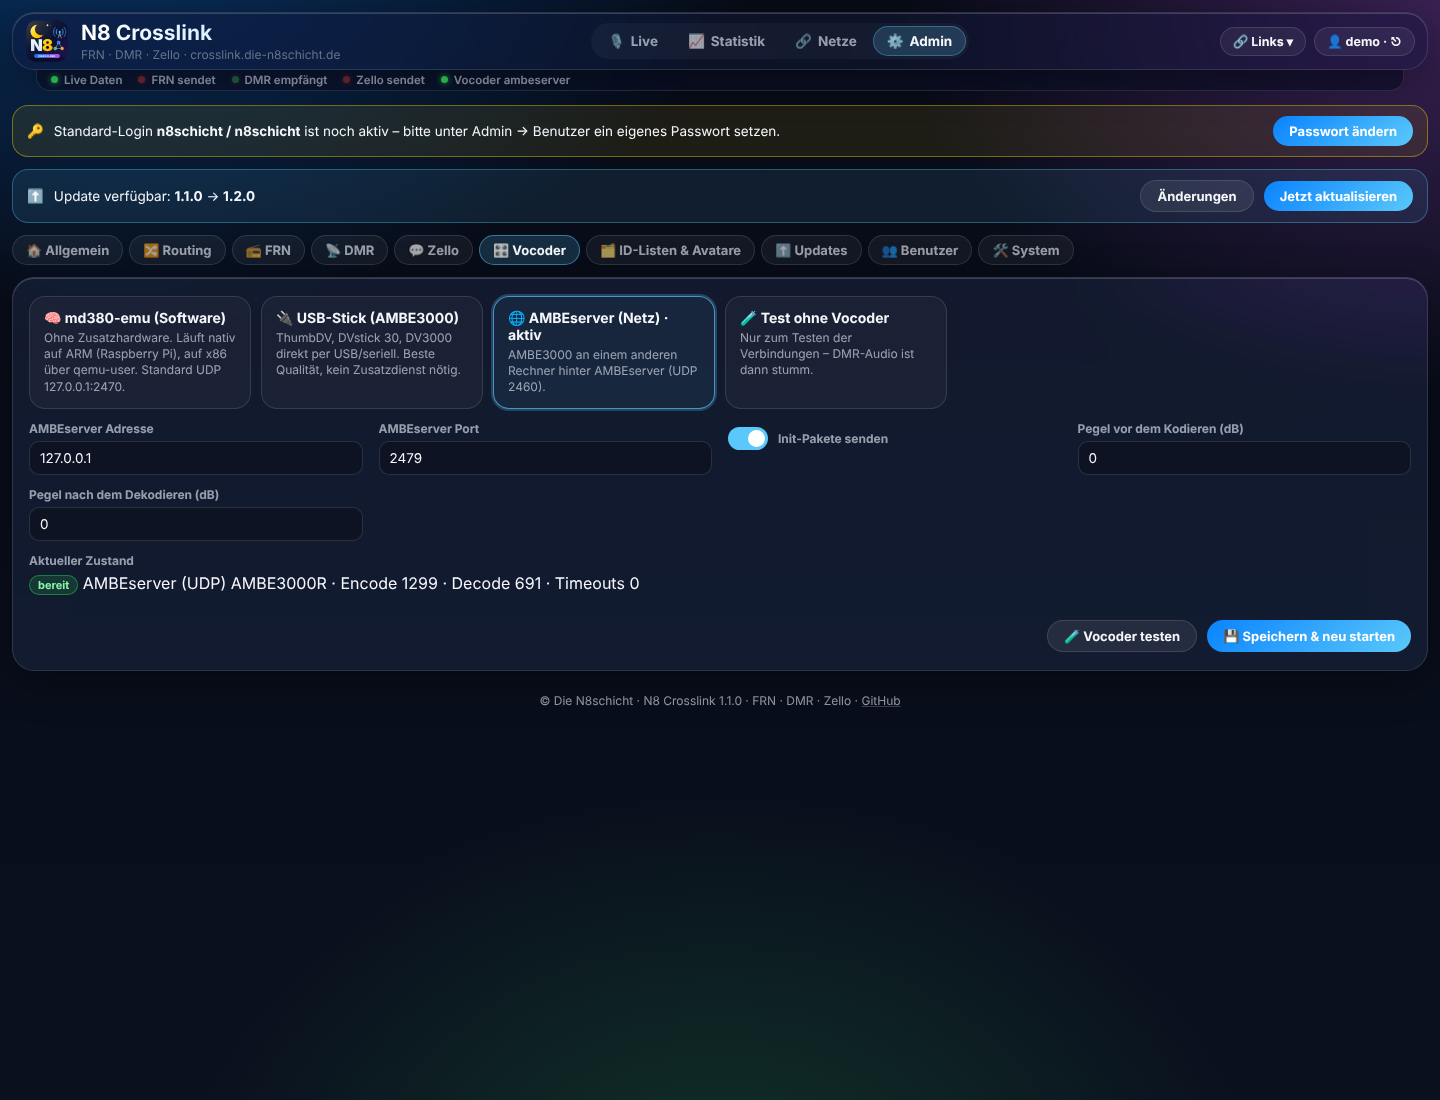 N8 Crosslink
FRN · DMR · Zello · crosslink.die-n8schicht.de
🎙️ Live
📈 Statistik
🔗 Netze
⚙️ Admin
🔗 Links ▾
👤 demo · ⎋
Live Daten
FRN sendet
DMR empfängt
Zello sendet
Vocoder ambeserver
🔑 Standard-Login n8schicht / n8schicht ist noch aktiv – bitte unter Admin → Benutzer ein eigenes Passwort setzen.
Passwort ändern
⬆️ Update verfügbar: 1.1.0 → 1.2.0
Änderungen
Jetzt aktualisieren
🏠 Allgemein
🔀 Routing
📻 FRN
📡 DMR
💬 Zello
🎛️ Vocoder
🗂️ ID-Listen & Avatare
⬆️ Updates
👥 Benutzer
🛠️ System
🧠 md380-emu (Software)
Ohne Zusatzhardware. Läuft nativ
auf ARM (Raspberry Pi), auf x86
über qemu-user. Standard UDP
127.0.0.1:2470.
🔌 USB-Stick (AMBE3000)
ThumbDV, DVstick 30, DV3000
direkt per USB/seriell. Beste
Qualität, kein Zusatzdienst nötig.
🌐 AMBEserver (Netz) ·
aktiv
AMBE3000 an einem anderen
Rechner hinter AMBEserver (UDP
2460).
🧪 Test ohne Vocoder
Nur zum Testen der
Verbindungen – DMR-Audio ist
dann stumm.
AMBEserver Adresse
127.0.0.1
AMBEserver Port
2479
Init-Pakete senden
Pegel vor dem Kodieren (dB)
0
Pegel nach dem Dekodieren (dB)
0
Aktueller Zustand
bereit AMBEserver (UDP) AMBE3000R · Encode 1299 · Decode 691 · Timeouts 0
🧪 Vocoder testen
💾 Speichern & neu starten
© Die N8schicht · N8 Crosslink 1.1.0 · FRN · DMR · Zello · GitHub